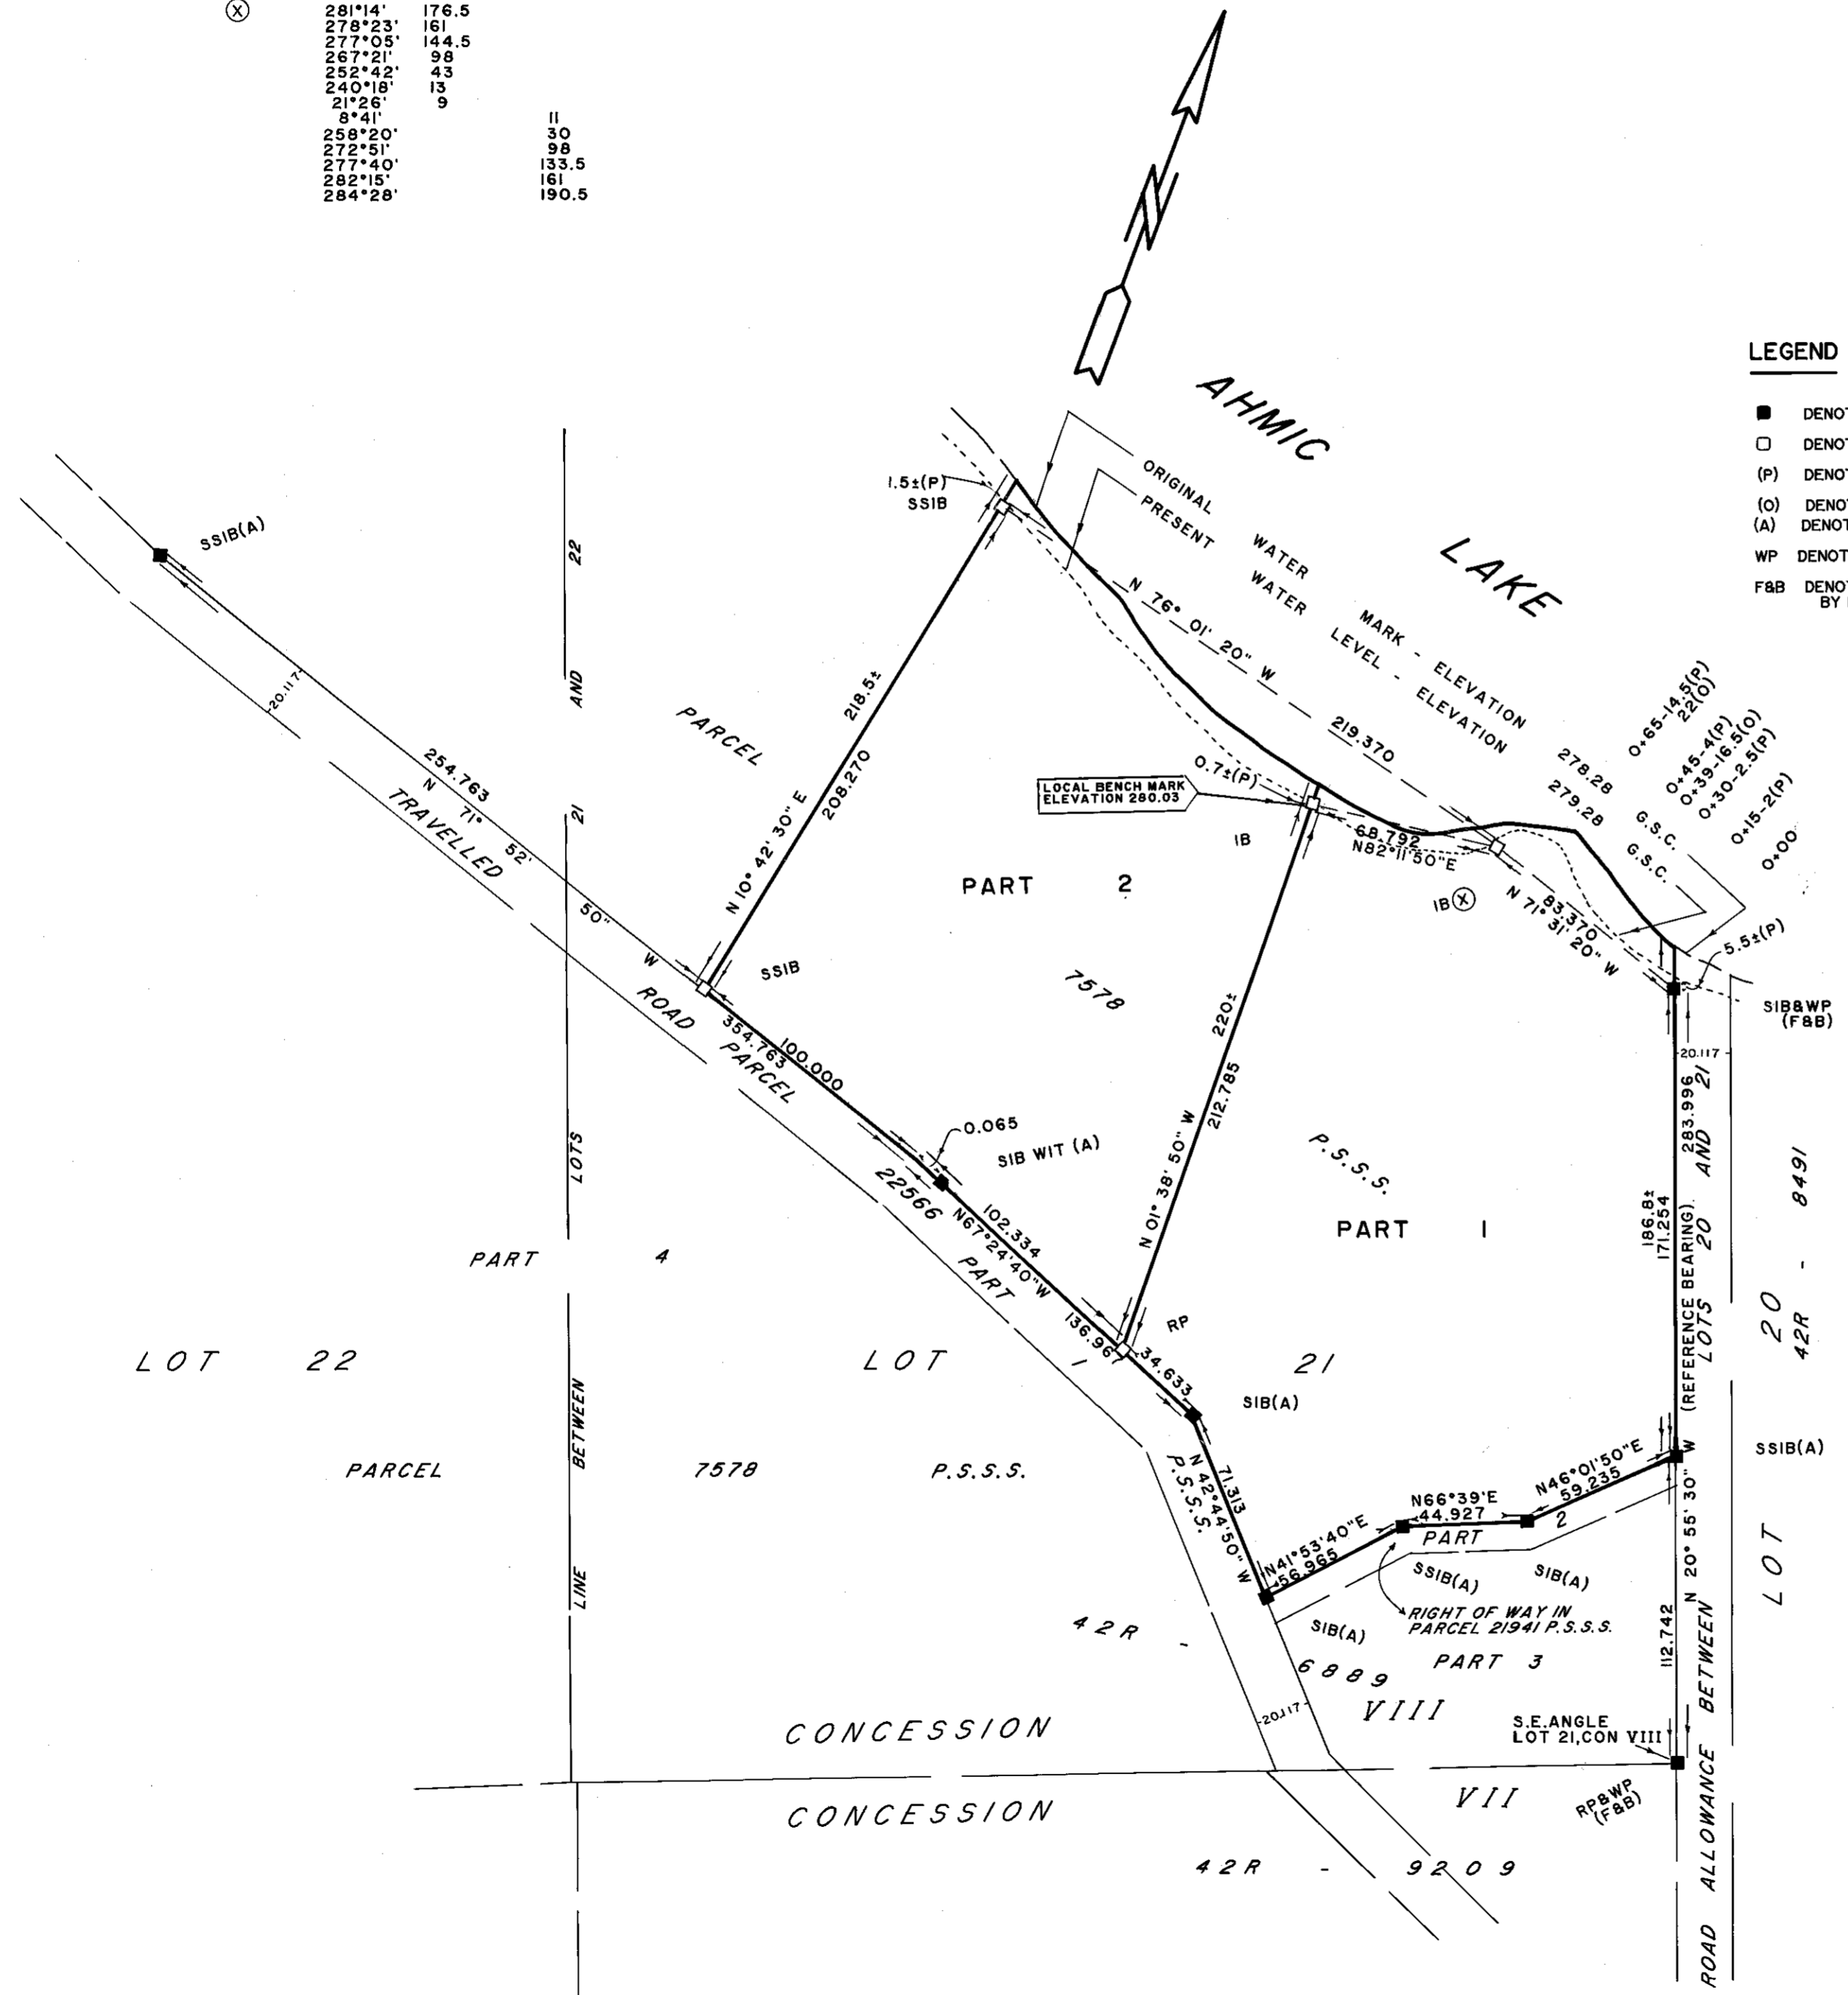 X
281°14' 176.5
278°23' 161
277°05' 144.5
267°21' 98
252°42' 43
240°18' 13
21°26' 9
8°41' 11
258°20' 30
272°51' 98
277°40' 133.5
282°15' 161
284°28' 190.5
N
LEGEND
DENOT
DENOT
(P) DENOT
(O) DENOT
(A) DENOT
WP DENOT
F&B DENOT
BY
AHMIC
LAKE
ORIGINAL WATER MARK - ELEVATION 278.28 G.S.C.
PRESENT WATER LEVEL - ELEVATION 279.28 G.S.C.
1.5±(P)
SSIB
SSIB(A)
20.117
254.763
N 71° 52' 50" W
TRAVELLED ROAD
LINE BETWEEN LOTS 21 AND 22
PARCEL
218.5±
208.270
N 10° 42' 30" E
N 76° 01' 20" W
219.370
0.7±(P)
LOCAL BENCH MARK
ELEVATION 280.03
IB
68.792
N82°11'50"E
IB X
83.370
N 71° 31' 20" W
0+65-14.5(P)
22(O)
0+45-4(P)
0+39-16.5(O)
0+30-2.5(P)
0+15-2(P)
0+00
5.5±(P)
SIB&WP
(F&B)
20.117
PART 2
7578
P.S.S.S.
SSIB
354.763
100.000
PARCEL 22566 PART 1
P.S.S.S.
0.065
SIB WIT (A)
102.334
N67°24'40"W
136.967
220±
212.785
N 01° 38' 50" W
RP
34.633
SIB(A)
PART 1
186.8±
171.254
283.996
(REFERENCE BEARING)
N 20° 55' 30" W
112.742
ROAD ALLOWANCE BETWEEN LOTS 20 AND 21
LOT 20
42R - 8491
SSIB(A)
PART 4
LOT 22
LOT 21
PARCEL 7578 P.S.S.S.
71.313
N 42°44'50" W
N41°53'40"E
56.965
N66°39'E
44.927
N46°01'50"E
59.235
PART 2
SSIB(A)
SIB(A)
SIB(A)
RIGHT OF WAY IN
PARCEL 21941 P.S.S.S.
42R - 6889
PART 3
20.117
CONCESSION VIII
S.E.ANGLE
LOT 21,CON VIII
CONCESSION VII
RP&WP
(F&B)
42R - 9209